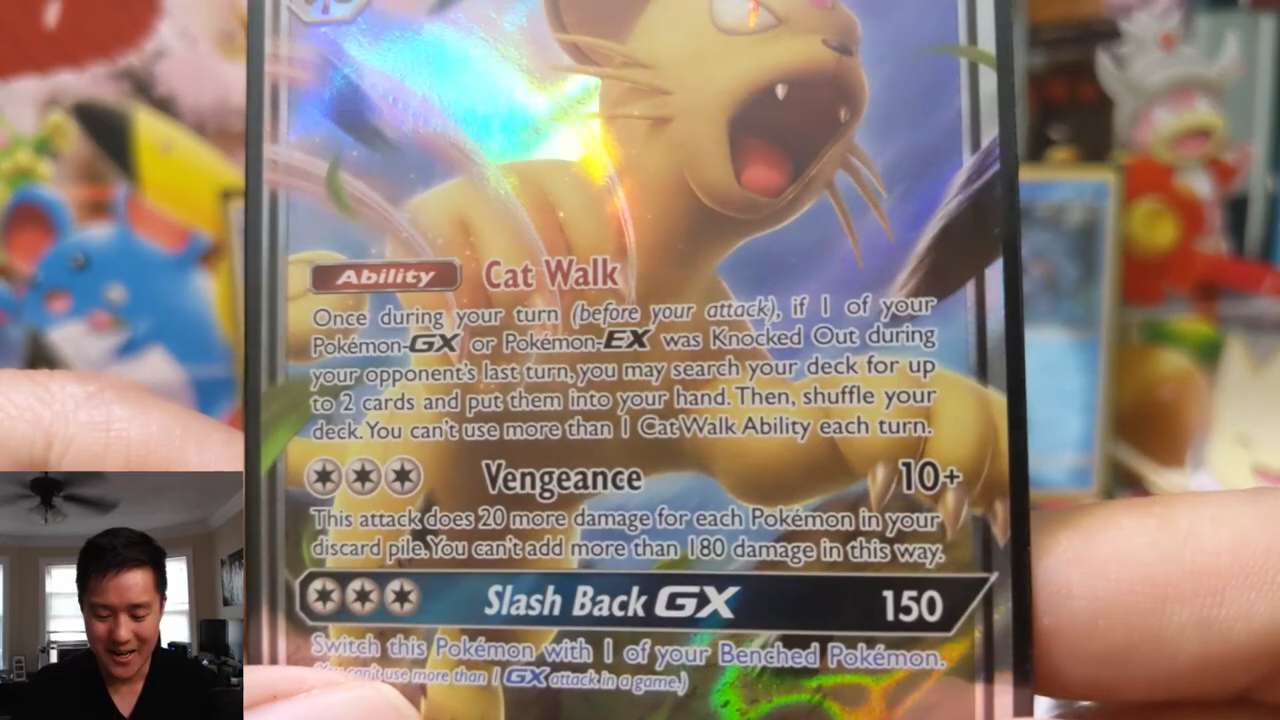 Ability Cat Walk
Once during your turn (before your attack), if 1 of your
Pokémon-GX or Pokémon-EX was Knocked Out during
your opponent's last turn, you may search your deck for up
to 2 cards and put them into your hand. Then, shuffle your
deck. You can't use more than 1 Cat Walk Ability each turn.
Vengeance 10+
This attack does 20 more damage for each Pokémon in your
discard pile. You can't add more than 180 damage in this way.
Slash Back GX 150
Switch this Pokémon with 1 of your Benched Pokémon.
(You can't use more than 1 GX attack in a game.)